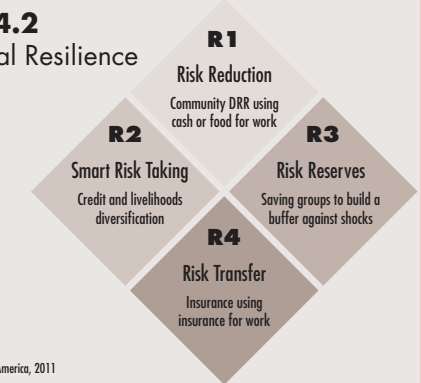 4.2
al Resilience
R1
Risk Reduction
Community DRR using
cash or food for work
R2
Smart Risk Taking
Credit and livelihoods
diversification
R3
Risk Reserves
Saving groups to build a
buffer against shocks
R4
Risk Transfer
Insurance using
insurance for work
America, 2011